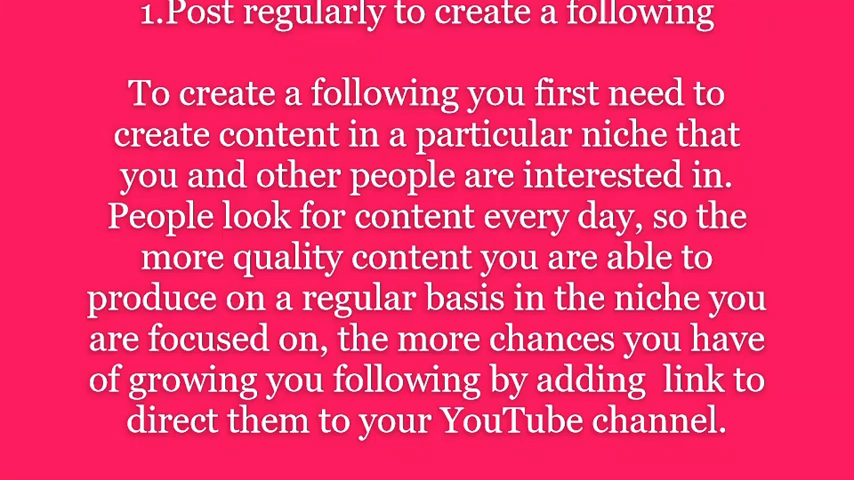 1.Post regularly to create a following
To create a following you first need to
create content in a particular niche that
you and other people are interested in.
People look for content every day, so the
more quality content you are able to
produce on a regular basis in the niche you
are focused on, the more chances you have
of growing you following by adding  link to
direct them to your YouTube channel.